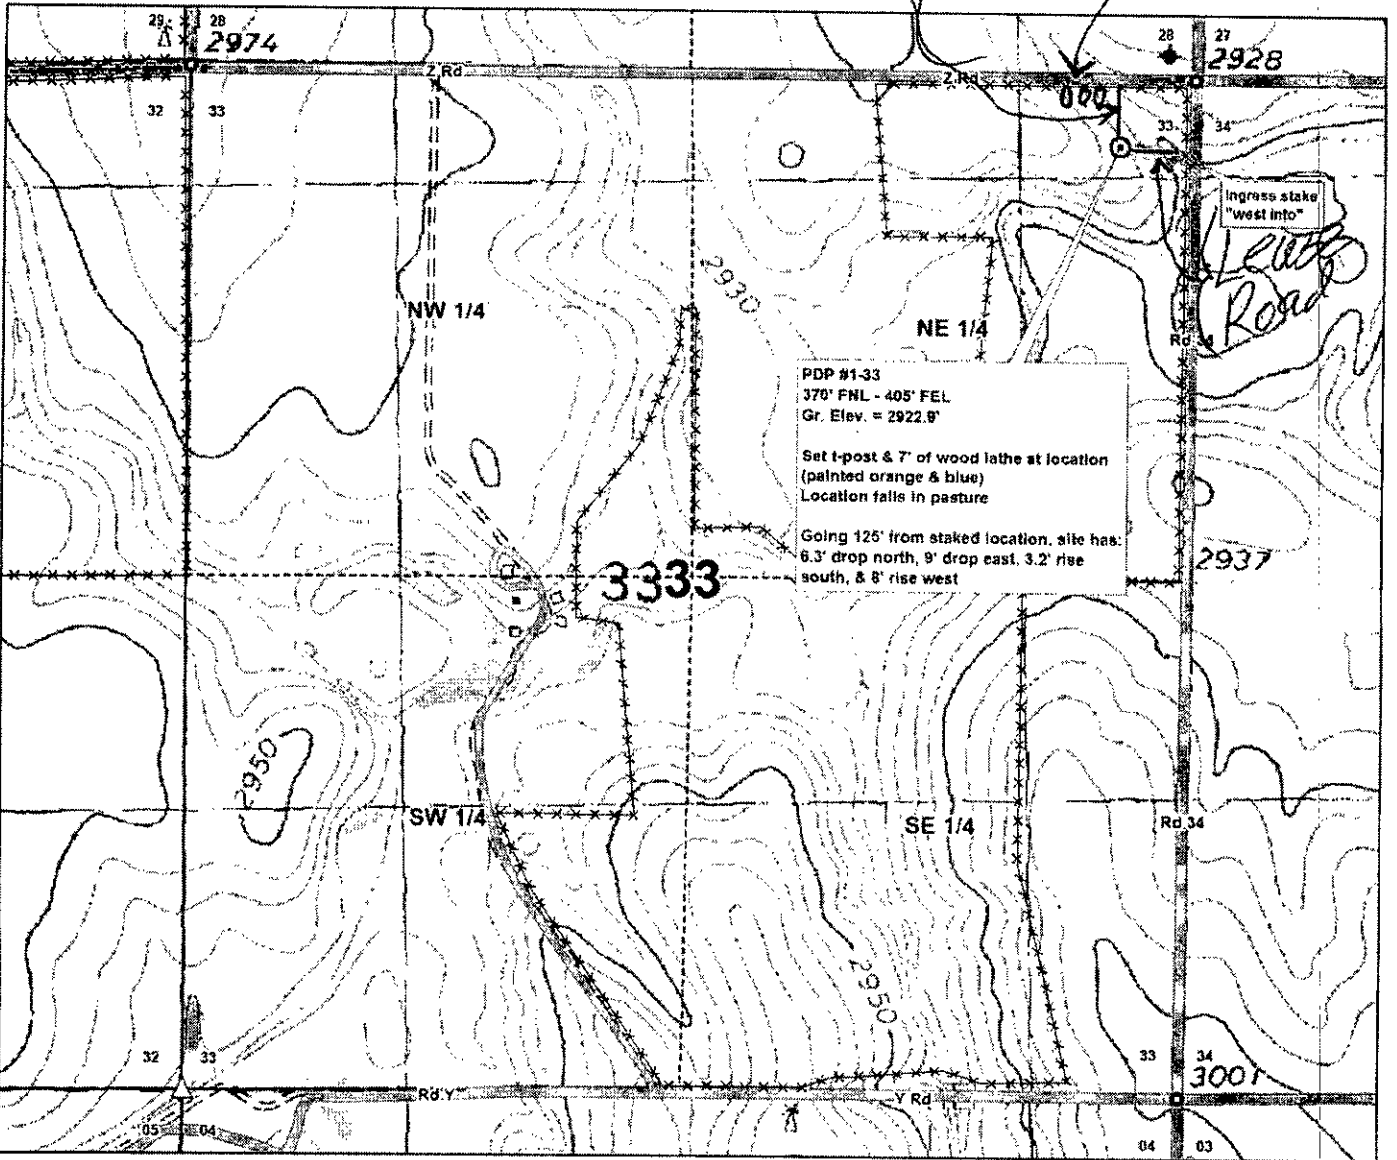 29
28
2974
28
27
2928
Z Rd
Z Rd
000
32
33
33
34
Ingress stake
"west into"
Lease
Road
2930
NW 1/4
NE 1/4
Rd 34
PDP #1-33
370' FNL - 405' FEL
Gr. Elev. = 2922.9'
Set t-post & 7' of wood lathe at location
(painted orange & blue)
Location falls in pasture
Going 125' from staked location, site has:
6.3' drop north, 9' drop east, 3.2' rise
south, & 8' rise west
2937
3333
2950
SW 1/4
SE 1/4
Rd 34
2950
32
33
33
34
3001
Rd Y
Y Rd
05
04
04
03